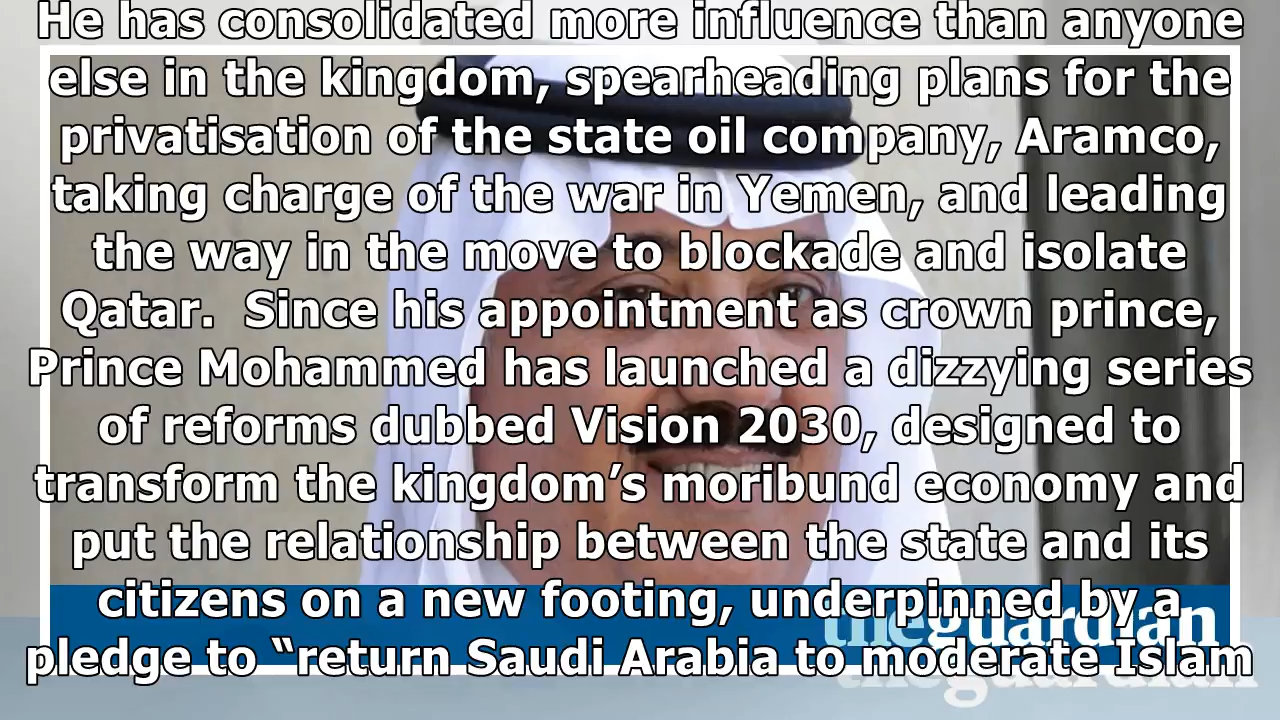 He has consolidated more influence than anyone
else in the kingdom, spearheading plans for the
privatisation of the state oil company, Aramco,
taking charge of the war in Yemen, and leading
the way in the move to blockade and isolate
Qatar.  Since his appointment as crown prince,
Prince Mohammed has launched a dizzying series
of reforms dubbed Vision 2030, designed to
transform the kingdom’s moribund economy and
put the relationship between the state and its
citizens on a new footing, underpinned by a
theguardian
pledge to “return Saudi Arabia to moderate Islam
theguardian